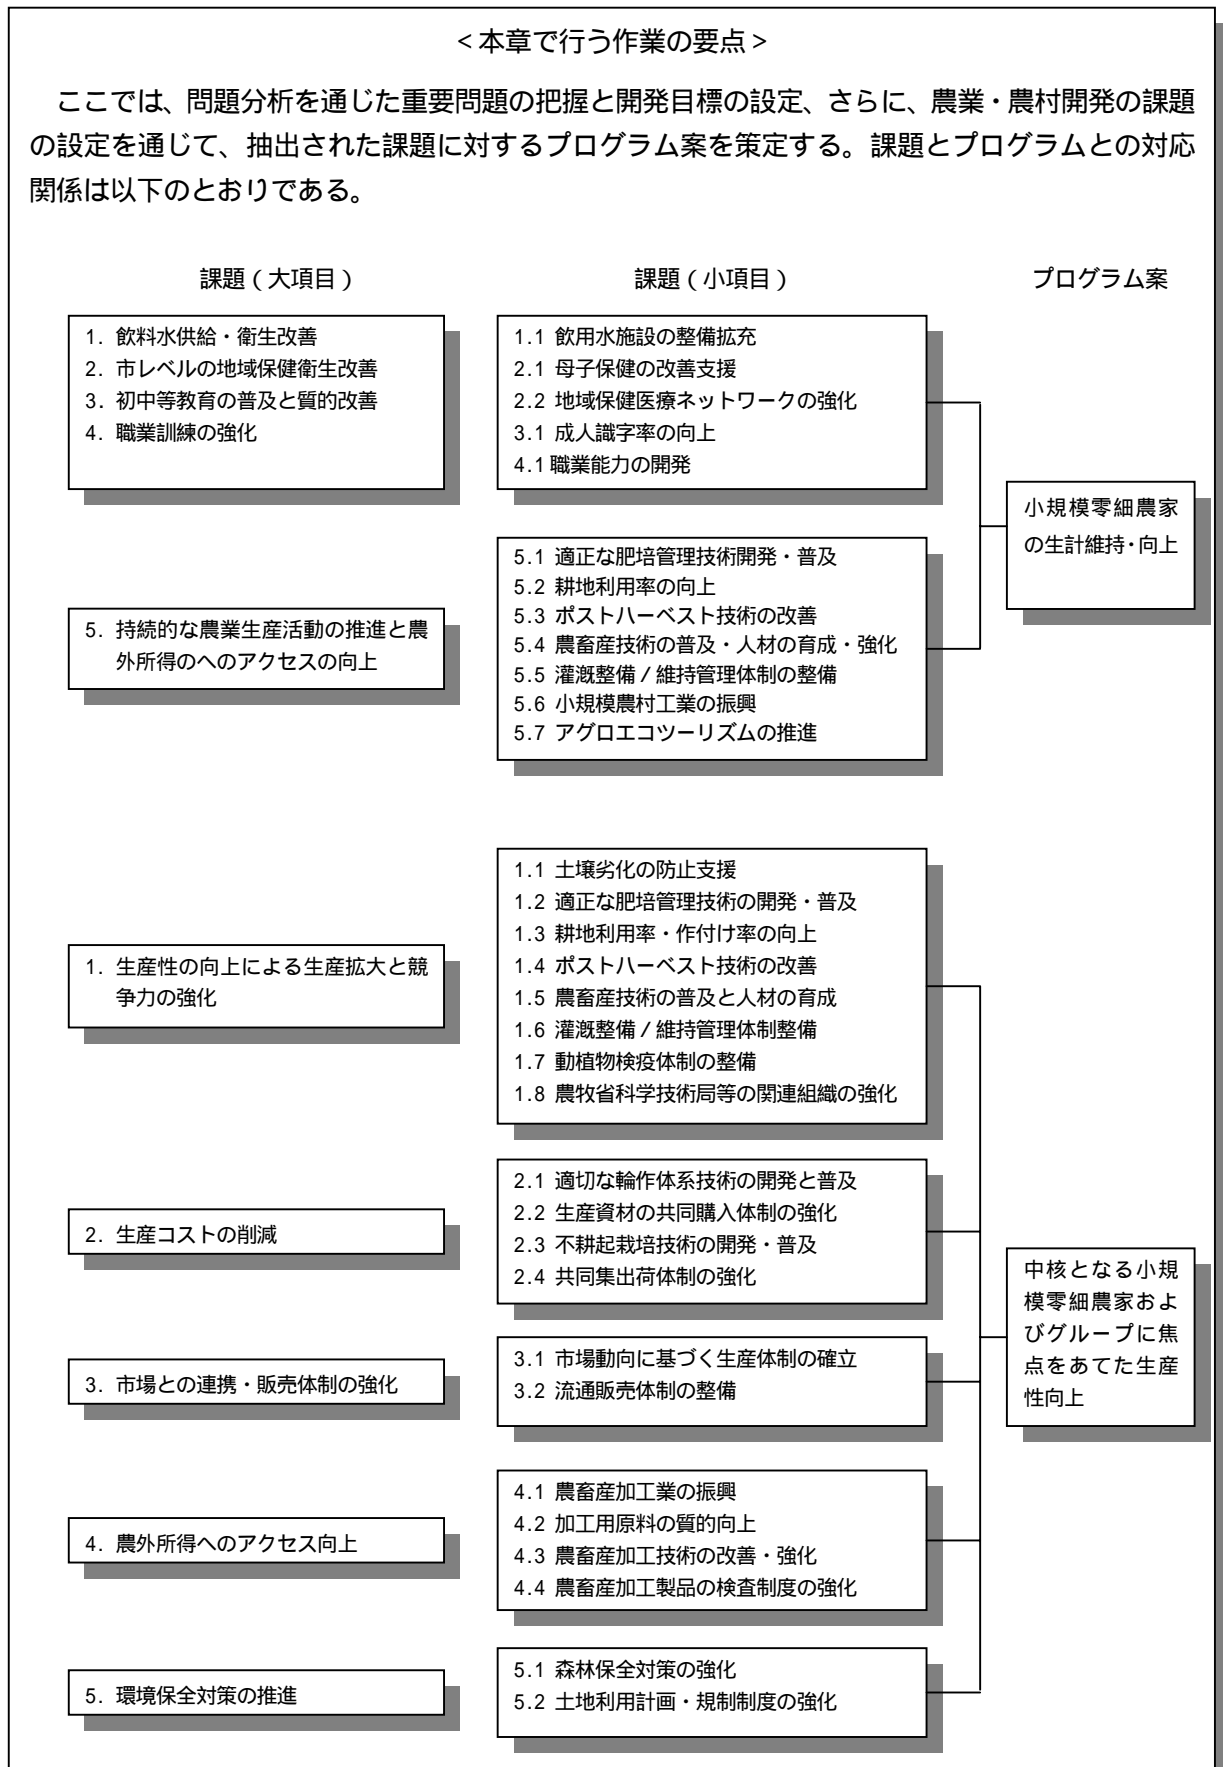 <本章で行う作業の要点>
ここでは、問題分析を通じた重要問題の把握と開発目標の設定、さらに、農業・農村開発の課題
の設定を通じて、抽出された課題に対するプログラム案を策定する。課題とプログラムとの対応
関係は以下のとおりである。
課題(大項目)
課題(小項目)
プログラム案
1. 飲料水供給・衛生改善
2. 市レベルの地域保健衛生改善
3. 初中等教育の普及と質的改善
4. 職業訓練の強化
1.1 飲用水施設の整備拡充
2.1 母子保健の改善支援
2.2 地域保健医療ネットワークの強化
3.1 成人識字率の向上
4.1 職業能力の開発
小規模零細農家
の生計維持・向上
5. 持続的な農業生産活動の推進と農
外所得のへのアクセスの向上
5.1 適正な肥培管理技術開発・普及
5.2 耕地利用率の向上
5.3 ポストハーベスト技術の改善
5.4 農畜産技術の普及・人材の育成・強化
5.5 灌漑整備/維持管理体制の整備
5.6 小規模農村工業の振興
5.7 アグロエコツーリズムの推進
1. 生産性の向上による生産拡大と競
争力の強化
1.1 土壌劣化の防止支援
1.2 適正な肥培管理技術の開発・普及
1.3 耕地利用率・作付け率の向上
1.4 ポストハーベスト技術の改善
1.5 農畜産技術の普及と人材の育成
1.6 灌漑整備/維持管理体制整備
1.7 動植物検疫体制の整備
1.8 農牧省科学技術局等の関連組織の強化
2. 生産コストの削減
2.1 適切な輪作体系技術の開発と普及
2.2 生産資材の共同購入体制の強化
2.3 不耕起栽培技術の開発・普及
2.4 共同集出荷体制の強化
中核となる小規
模零細農家およ
びグループに焦
点をあてた生産
性向上
3. 市場との連携・販売体制の強化
3.1 市場動向に基づく生産体制の確立
3.2 流通販売体制の整備
4. 農外所得へのアクセス向上
4.1 農畜産加工業の振興
4.2 加工用原料の質的向上
4.3 農畜産加工技術の改善・強化
4.4 農畜産加工製品の検査制度の強化
5. 環境保全対策の推進
5.1 森林保全対策の強化
5.2 土地利用計画・規制制度の強化